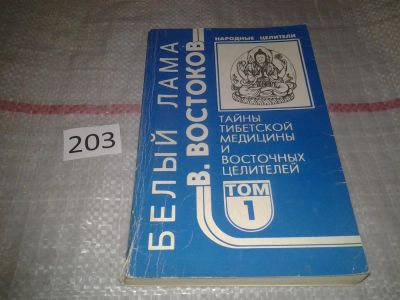 203
НАРОДНЫЕ ЦЕЛИТЕЛИ
БЕЛЫЙ ЛАМА
В. ВОСТОКОВ
ТАЙНЫ
ТИБЕТСКОЙ
МЕДИЦИНЫ
И
ВОСТОЧНЫХ
ЦЕЛИТЕЛЕЙ
ТОМ
1